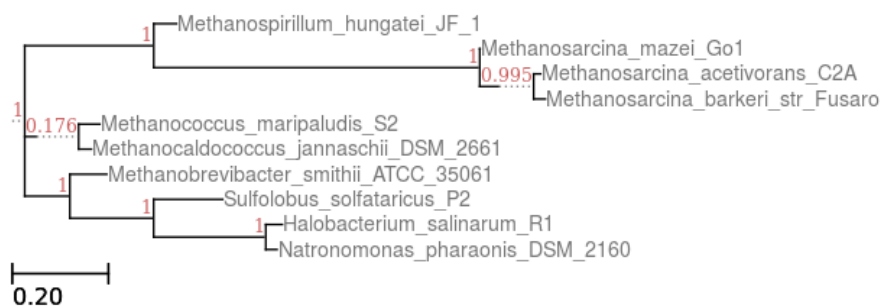 Methanospirillum_hungatei_JF_1
1
Methanosarcina_mazei_Go1
1
0.995
Methanosarcina_acetivorans_C2A
Methanosarcina_barkeri_str_Fusaro
1
0.176
Methanococcus_maripaludis_S2
Methanocaldococcus_jannaschii_DSM_2661
Methanobrevibacter_smithii_ATCC_35061
1
Sulfolobus_solfataricus_P2
1
Halobacterium_salinarum_R1
1
Natronomonas_pharaonis_DSM_2160
0.20